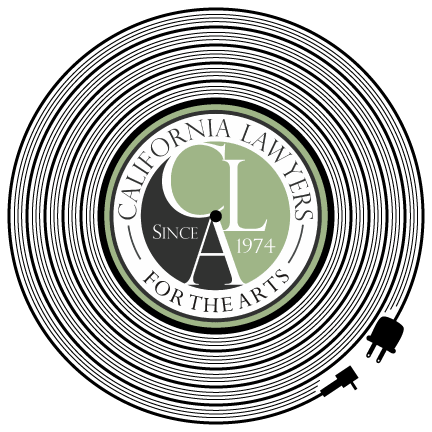 CALIFORNIA LAWYERS
CLA
SINCE 1974
FOR THE ARTS